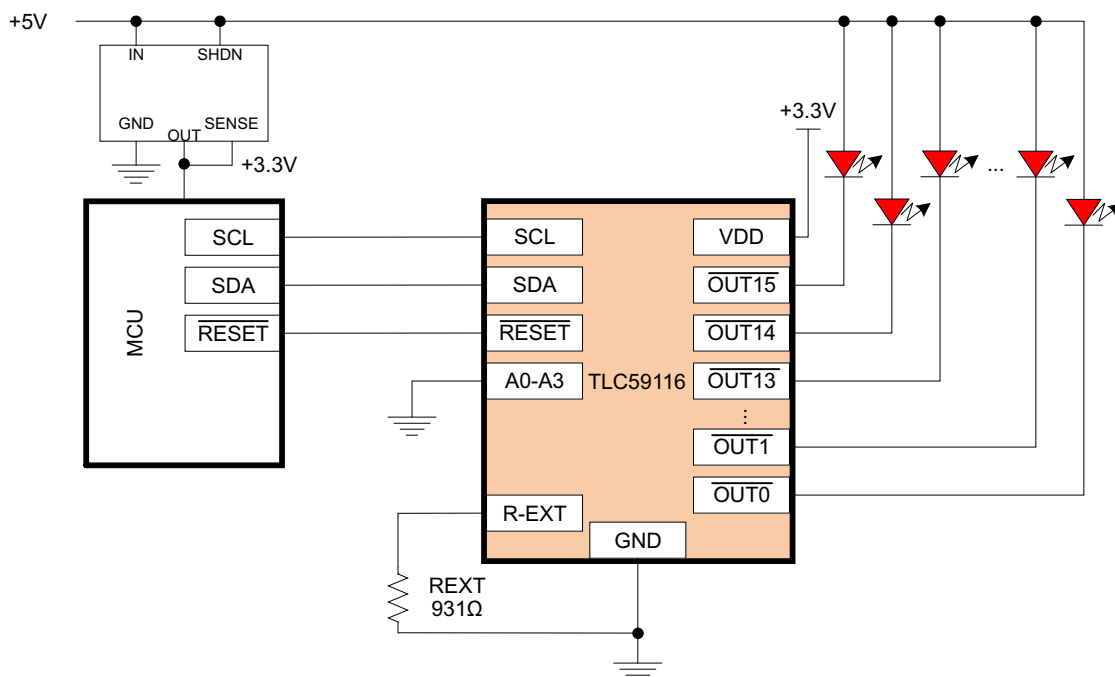 +5V
IN
SHDN
GND
OUT
SENSE
+3.3V
+3.3V
MCU
SCL
SDA
RESET
SCL
SDA
RESET
A0-A3
R-EXT
TLC59116
VDD
OUT15
OUT14
OUT13
...
OUT1
OUT0
GND
...
REXT
931Ω